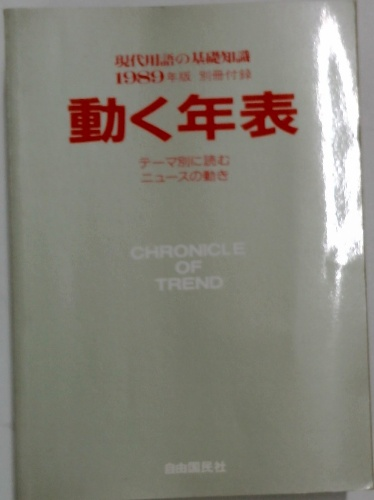 現代用語の基礎知識
1989年版 別冊付録
動く年表
テーマ別に読む
ニュースの動き
CHRONICLE
OF
TREND
自由国民社